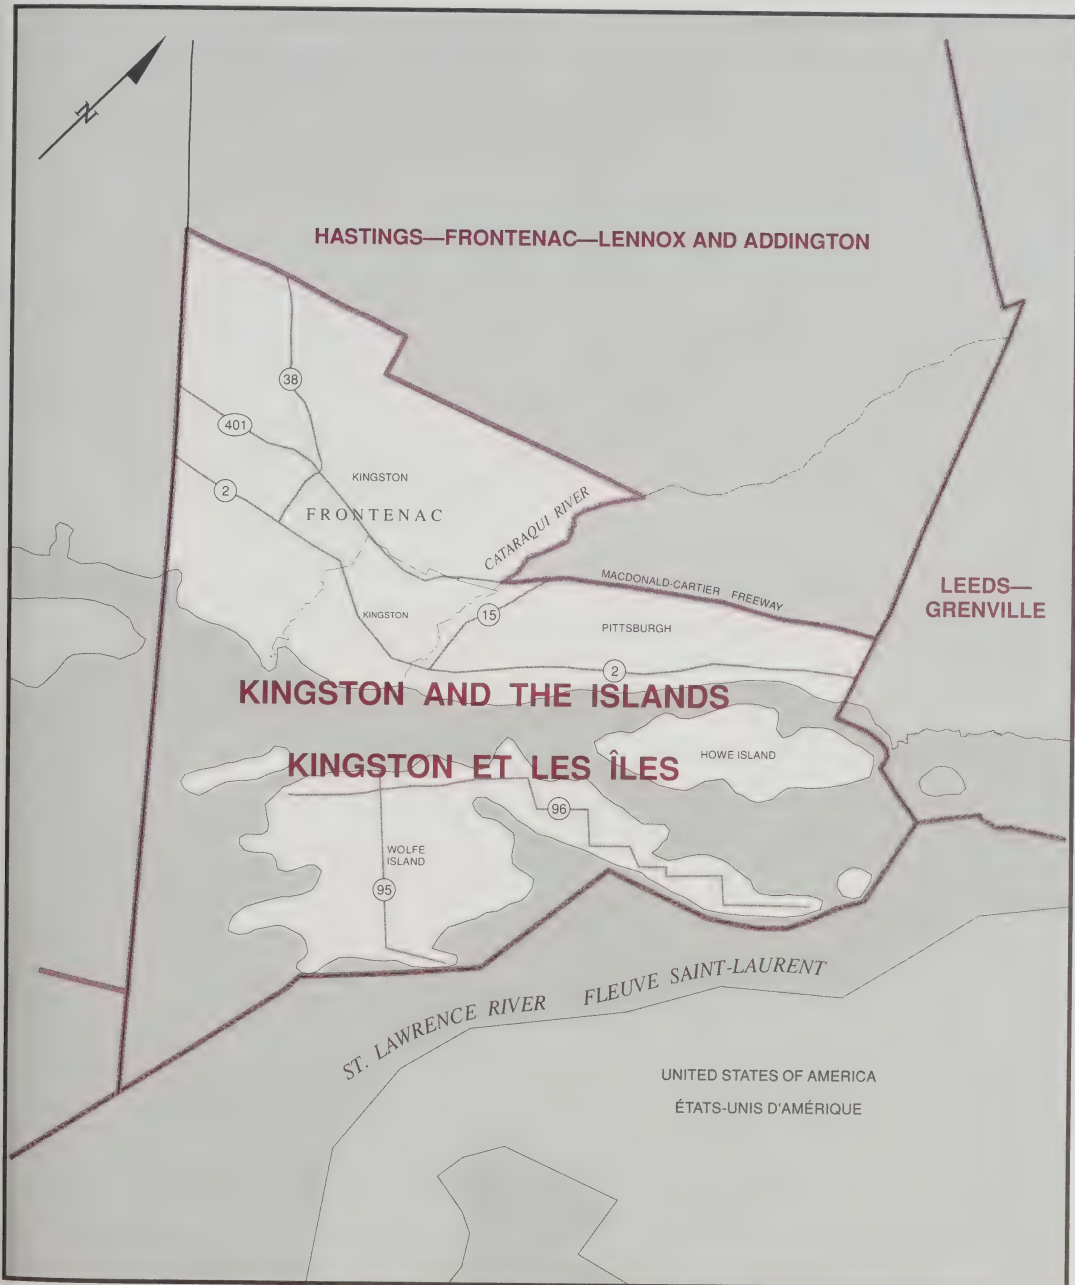 N
HASTINGS—FRONTENAC—LENNOX AND ADDINGTON
38
401
2
KINGSTON
FRONTENAC
CATARAQUI RIVER
MACDONALD-CARTIER FREEWAY
LEEDS—
GRENVILLE
KINGSTON
15
PITTSBURGH
2
KINGSTON AND THE ISLANDS
KINGSTON ET LES ÎLES
HOWE ISLAND
96
WOLFE
ISLAND
95
ST. LAWRENCE RIVER FLEUVE SAINT-LAURENT
UNITED STATES OF AMERICA
ÉTATS-UNIS D'AMÉRIQUE